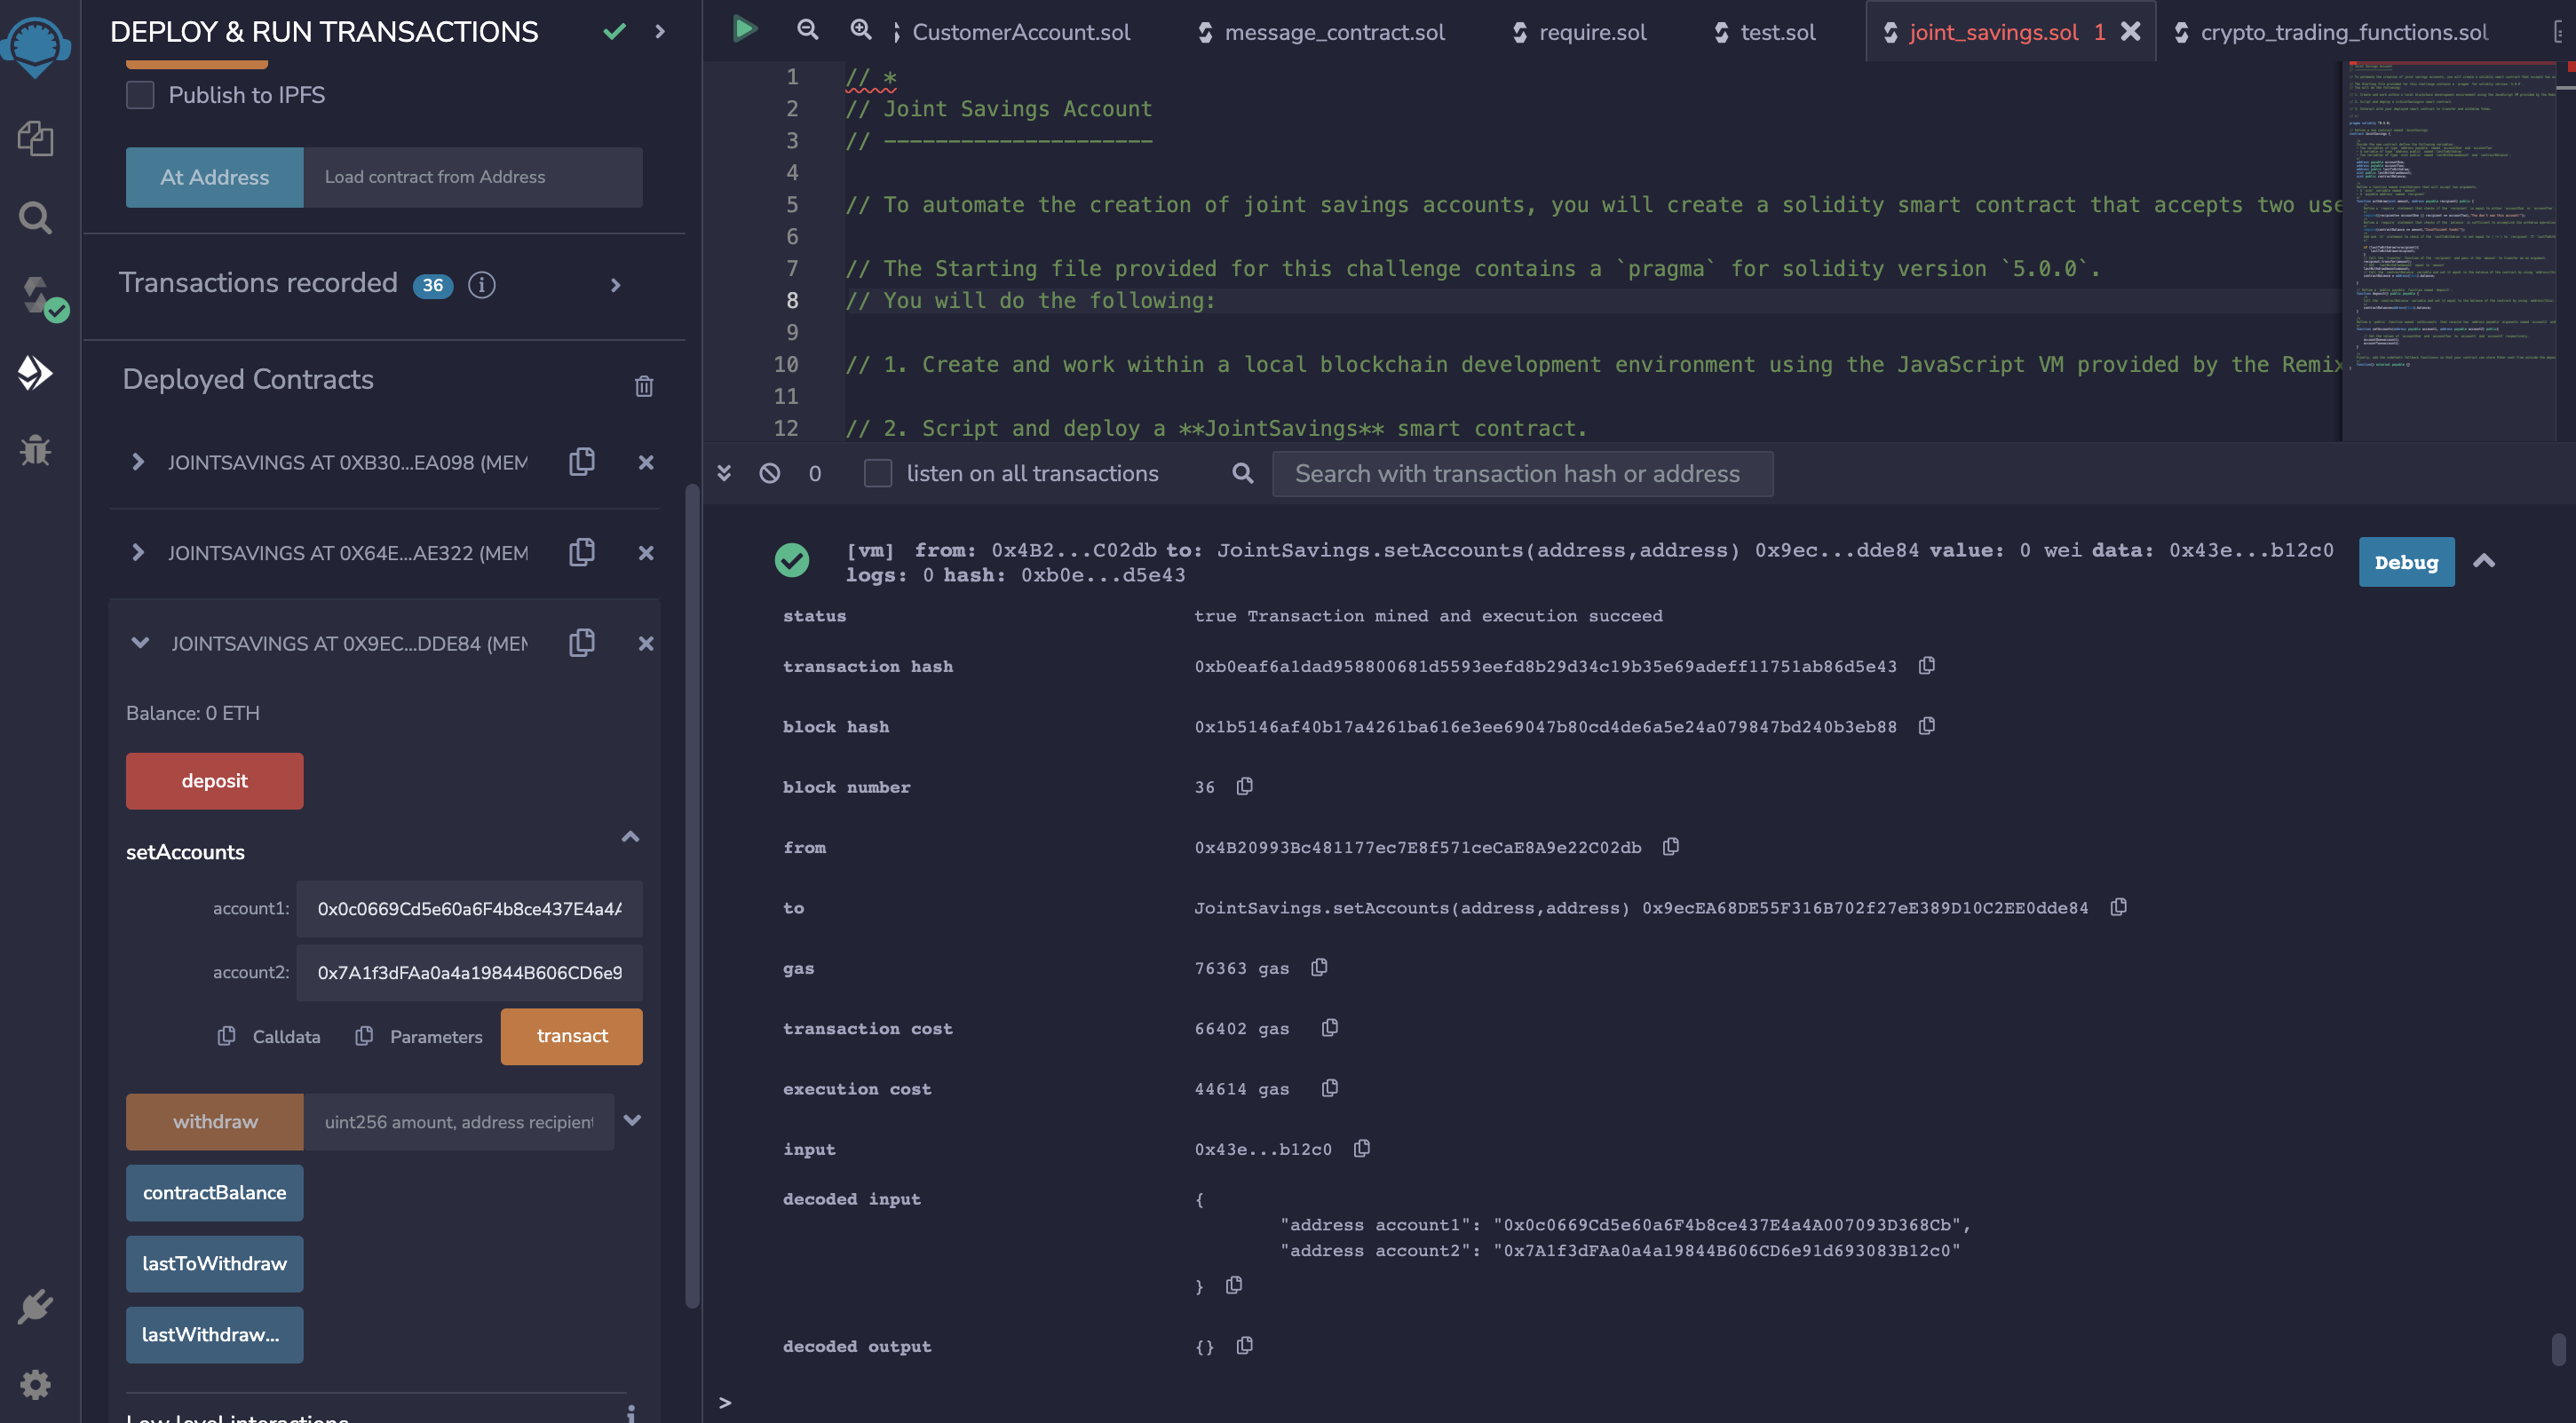 DEPLOY & RUN TRANSACTIONS
Publish to IPFS
At Address
Load contract from Address
Transactions recorded 36 i
Deployed Contracts
JOINTSAVINGS AT 0XB30...EA098 (MEM
JOINTSAVINGS AT 0X64E...AE322 (MEM
JOINTSAVINGS AT 0X9EC...DDE84 (MEM
Balance: 0 ETH
deposit
setAccounts
account1: 0x0c0669Cd5e60a6F4b8ce437E4a4A
account2: 0x7A1f3dFAa0a4a19844B606CD6e9
Calldata Parameters transact
withdraw uint256 amount, address recipient
contractBalance
lastToWithdraw
lastWithdraw...
Low level interactions i
CustomerAccount.sol message_contract.sol require.sol test.sol joint_savings.sol 1 crypto_trading_functions.sol
1 // *
2 // Joint Savings Account
3 // ---------------------
4
5 // To automate the creation of joint savings accounts, you will create a solidity smart contract that accepts two use
6
7 // The Starting file provided for this challenge contains a `pragma` for solidity version `5.0.0`.
8 // You will do the following:
9
10 // 1. Create and work within a local blockchain development environment using the JavaScript VM provided by the Remix
11
12 // 2. Script and deploy a **JointSavings** smart contract.
0 listen on all transactions Search with transaction hash or address
[vm] from: 0x4B2...C02db to: JointSavings.setAccounts(address,address) 0x9ec...dde84 value: 0 wei data: 0x43e...b12c0
logs: 0 hash: 0xb0e...d5e43
Debug
status true Transaction mined and execution succeed
transaction hash 0xb0eaf6a1dad958800681d5593eefd8b29d34c19b35e69adeff11751ab86d5e43
block hash 0x1b5146af40b17a4261ba616e3ee69047b80cd4de6a5e24a079847bd240b3eb88
block number 36
from 0x4B20993Bc481177ec7E8f571ceCaE8A9e22C02db
to JointSavings.setAccounts(address,address) 0x9ecEA68DE55F316B702f27eE389D10C2EE0dde84
gas 76363 gas
transaction cost 66402 gas
execution cost 44614 gas
input 0x43e...b12c0
decoded input {
"address account1": "0x0c0669Cd5e60a6F4b8ce437E4a4A007093D368Cb",
"address account2": "0x7A1f3dFAa0a4a19844B606CD6e91d693083B12c0"
}
decoded output {}
>